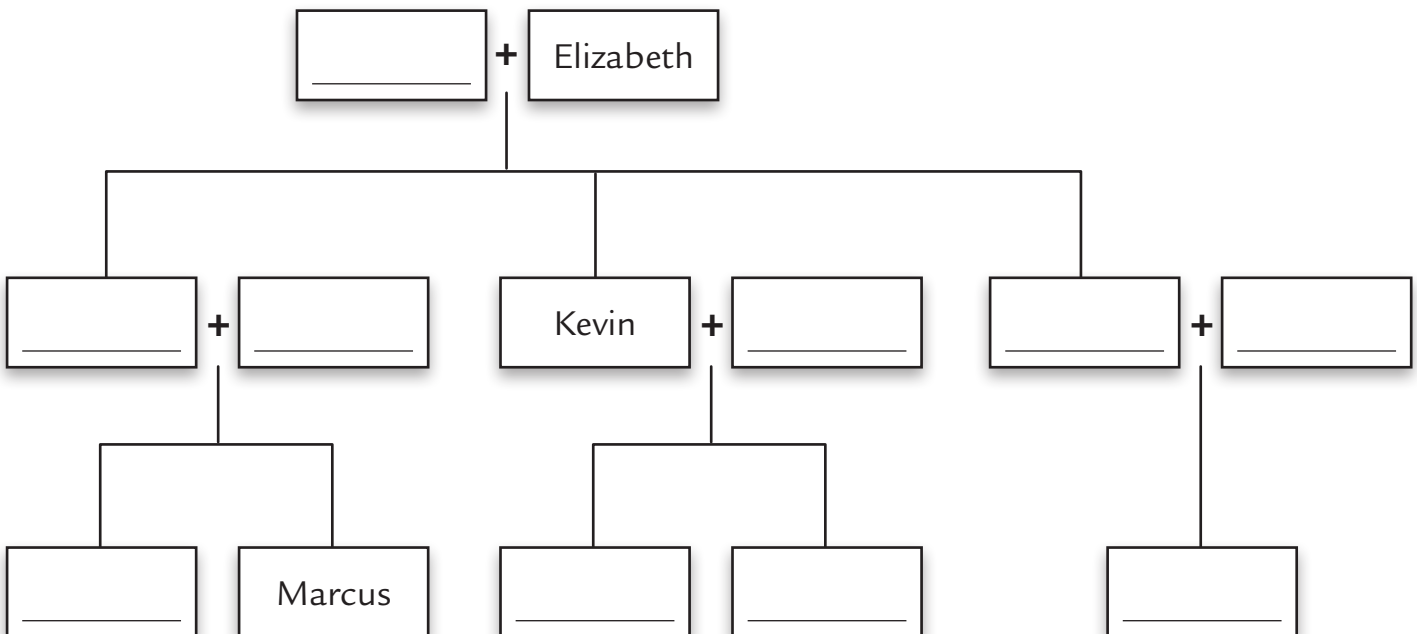 + Elizabeth
+ Kevin + +
Marcus